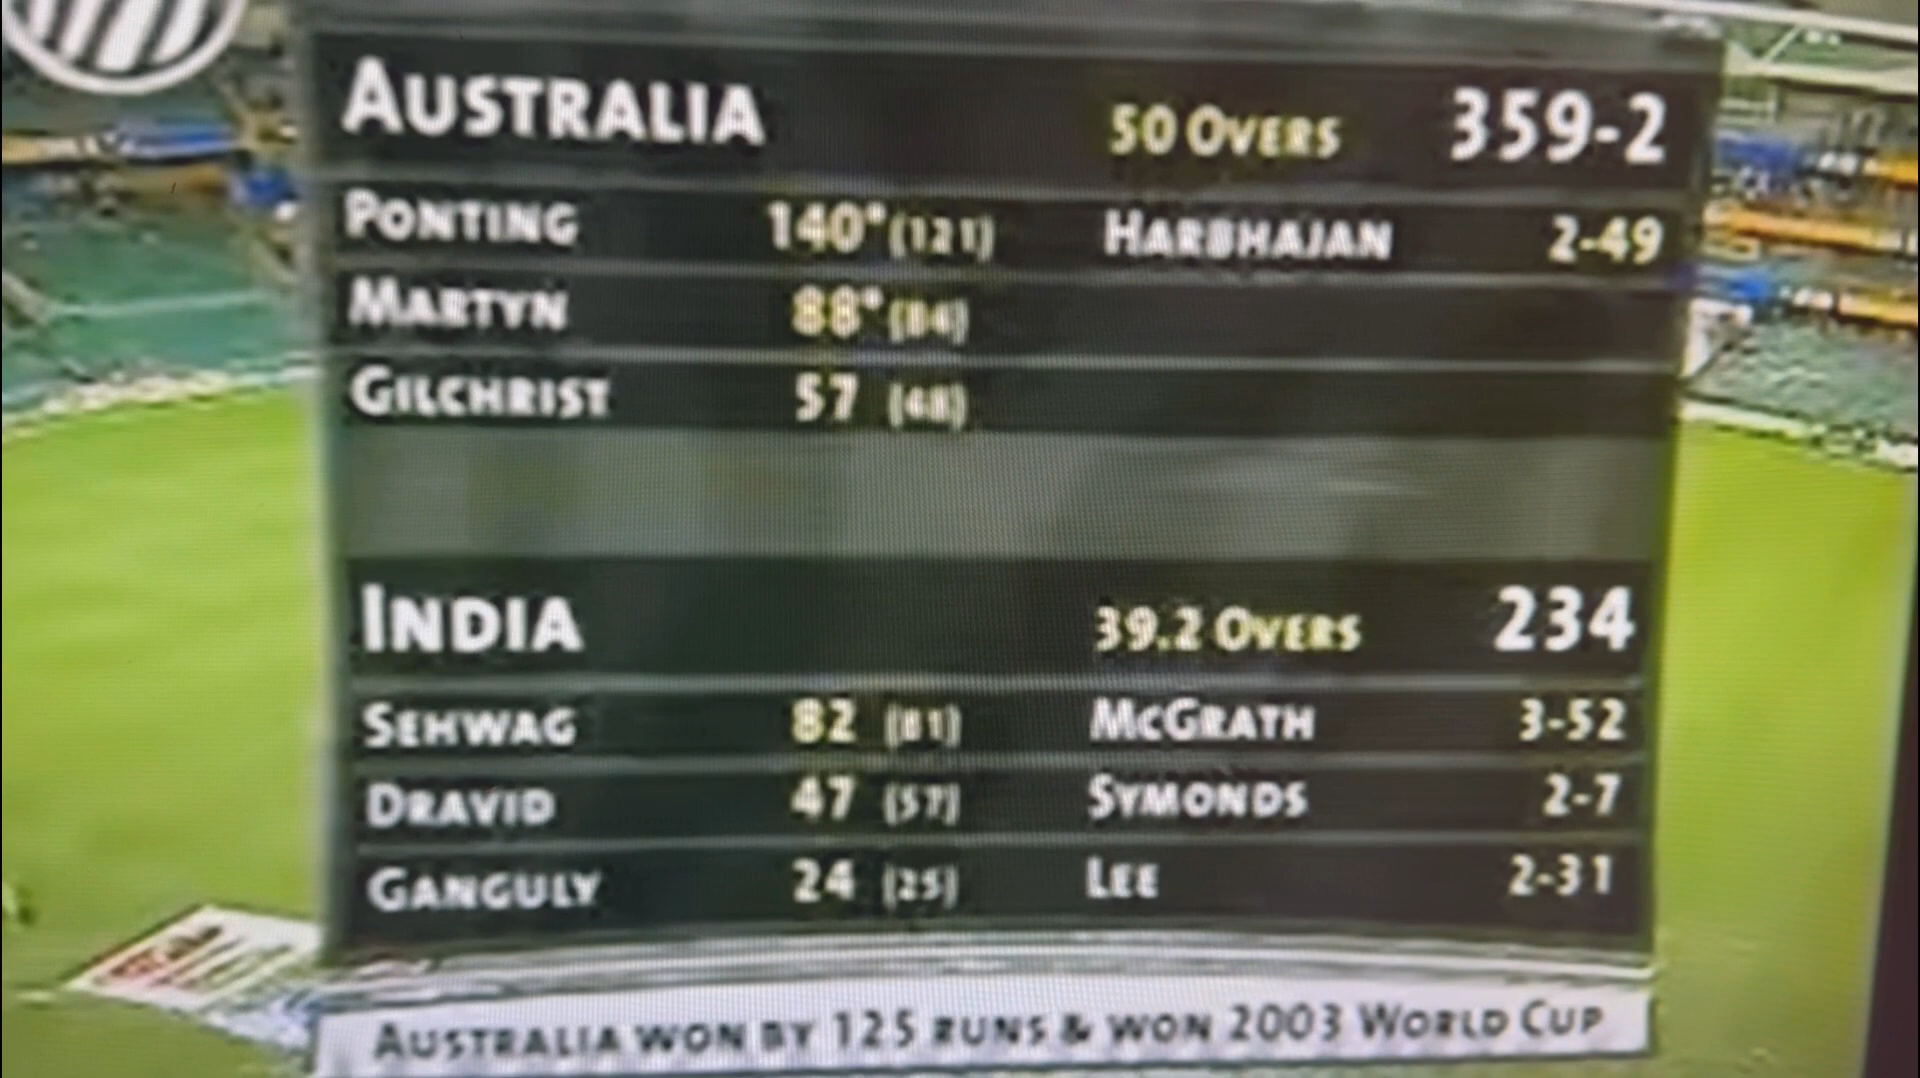 AUSTRALIA 50 OVERS 359-2
PONTING 140*(121) HARBHAJAN 2-49
MARTYN 88*(84)
GILCHRIST 57 (48)
INDIA 39.2 OVERS 234
SEHWAG 82 (81) MCGRATH 3-52
DRAVID 47 (57) SYMONDS 2-7
GANGULY 24 (25) LEE 2-31
AUSTRALIA WON BY 125 RUNS & WON 2003 WORLD CUP